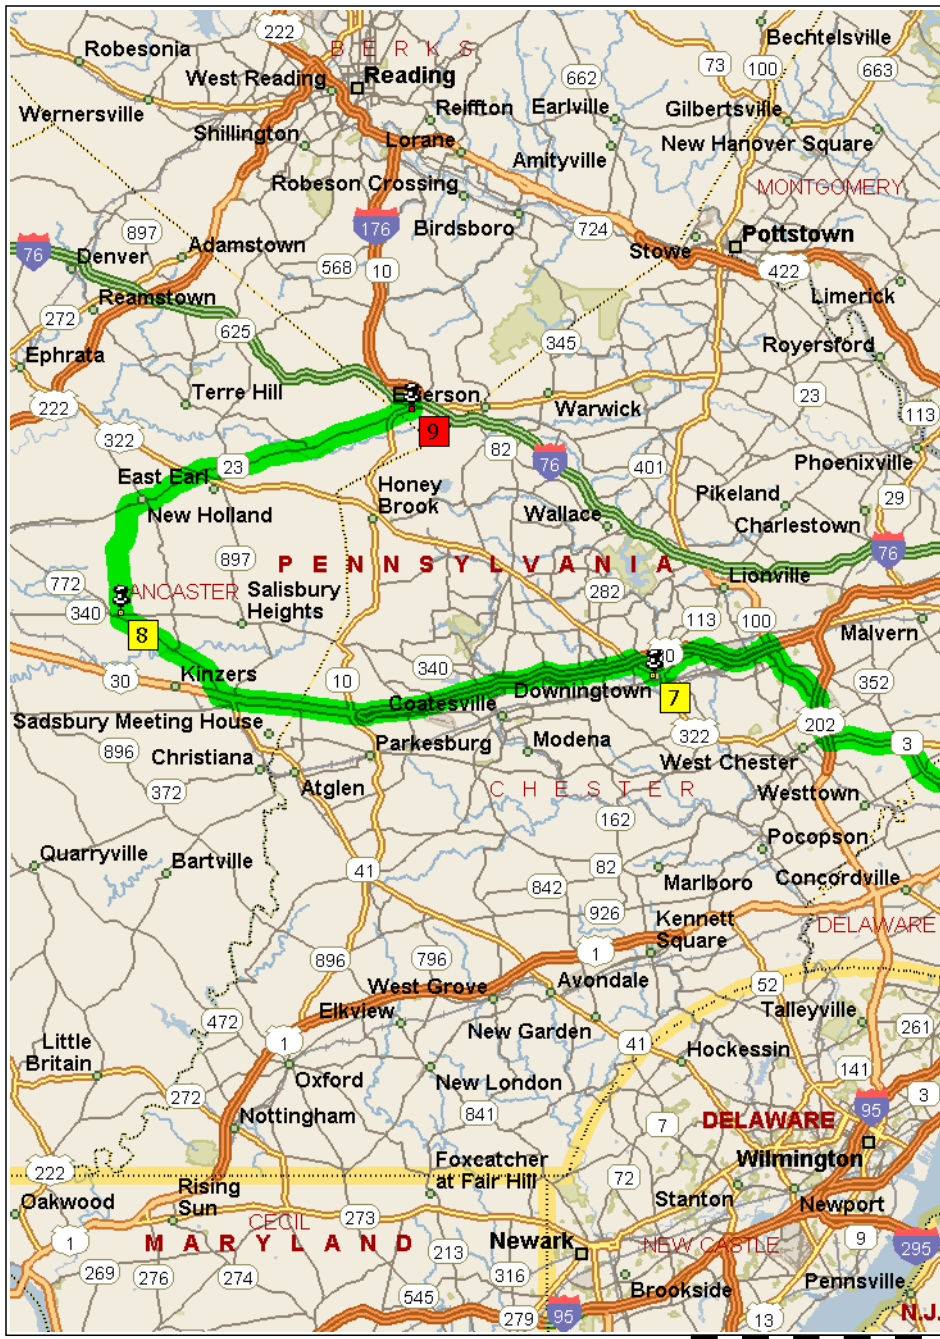 222
BERKS
Robesonia
Bechtelsville
West Reading
Reading
662
73
100
663
Wernersville
Reiffton
Earlville
Gilbertsville
Shillington
Lorane
Amityville
New Hanover Square
Robeson Crossing
MONTGOMERY
897
176
Birdsboro
724
Stowe
Pottstown
76
Denver
Adamstown
568
10
422
Reamstown
Limerick
272
625
345
Royersford
Ephrata
Terre Hill
23
222
Warwick
113
322
9
82
76
401
Phoenixville
East Earl
23
Honey
Brook
Pikeland
29
New Holland
Wallace
Charlestown
76
897
PENNSYLVANIA
772
ANCASTER
Salisbury
Heights
282
Lionville
340
113
100
Malvern
8
340
30
Kinzers
10
Downingtown
7
352
Coatesville
Sadsbury Meeting House
202
896
Christiana
Parkesburg
Modena
322
West Chester
3
372
Atglen
CHESTER
Westtown
162
Pocopson
Quarryville
Bartville
41
842
82
Marlboro
Concordville
926
Kennett
Square
DELAWARE
896
796
1
West Grove
Avondale
52
Elkview
Talleyville
472
New Garden
41
261
Little
Britain
1
Hockessin
Oxford
New London
141
272
841
3
Nottingham
7
DELAWARE
95
Wilmington
222
Foxcatcher
at Fair Hill
72
Oakwood
Rising
Sun
Stanton
Newport
CECIL
273
1
MARYLAND
213
Newark
NEW CASTLE
9
295
269
276
274
316
Brookside
Pennsville
545
279
95
13
N.J.